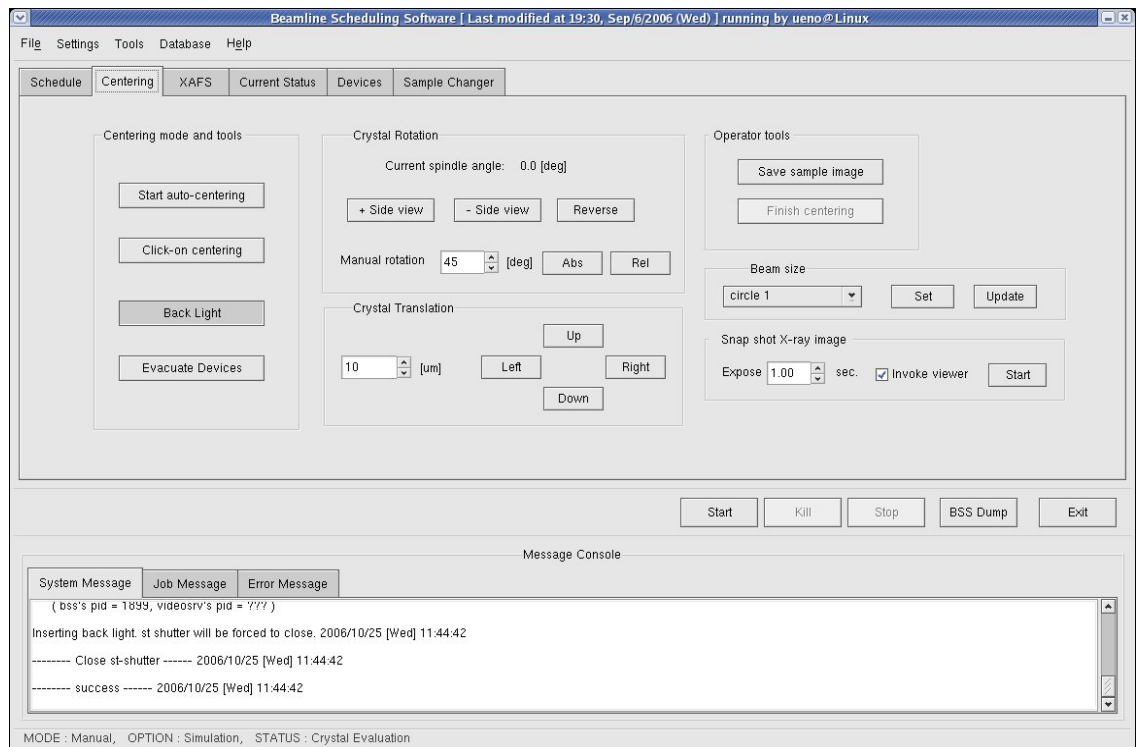 Beamline Scheduling Software [ Last modified at 19:30, Sep/6/2006 (Wed) ] running by ueno@Linux
File Settings Tools Database Help
Schedule Centering XAFS Current Status Devices Sample Changer
Centering mode and tools
Start auto-centering
Click-on centering
Back Light
Evacuate Devices
Crystal Rotation
Current spindle angle: 0.0 [deg]
+ Side view - Side view Reverse
Manual rotation 45 [deg] Abs Rel
Crystal Translation
Up
10 [um] Left Right
Down
Operator tools
Save sample image
Finish centering
Beam size
circle 1 Set Update
Snap shot X-ray image
Expose 1.00 sec. Invoke viewer Start
Start Kill Stop BSS Dump Exit
Message Console
System Message Job Message Error Message
( bss's pid = 1899, videosrv's pid = ??? )
Inserting back light. st shutter will be forced to close. 2006/10/25 [Wed] 11:44:42
-------- Close st-shutter ------ 2006/10/25 [Wed] 11:44:42
-------- success ------ 2006/10/25 [Wed] 11:44:42
MODE : Manual, OPTION : Simulation, STATUS : Crystal Evaluation